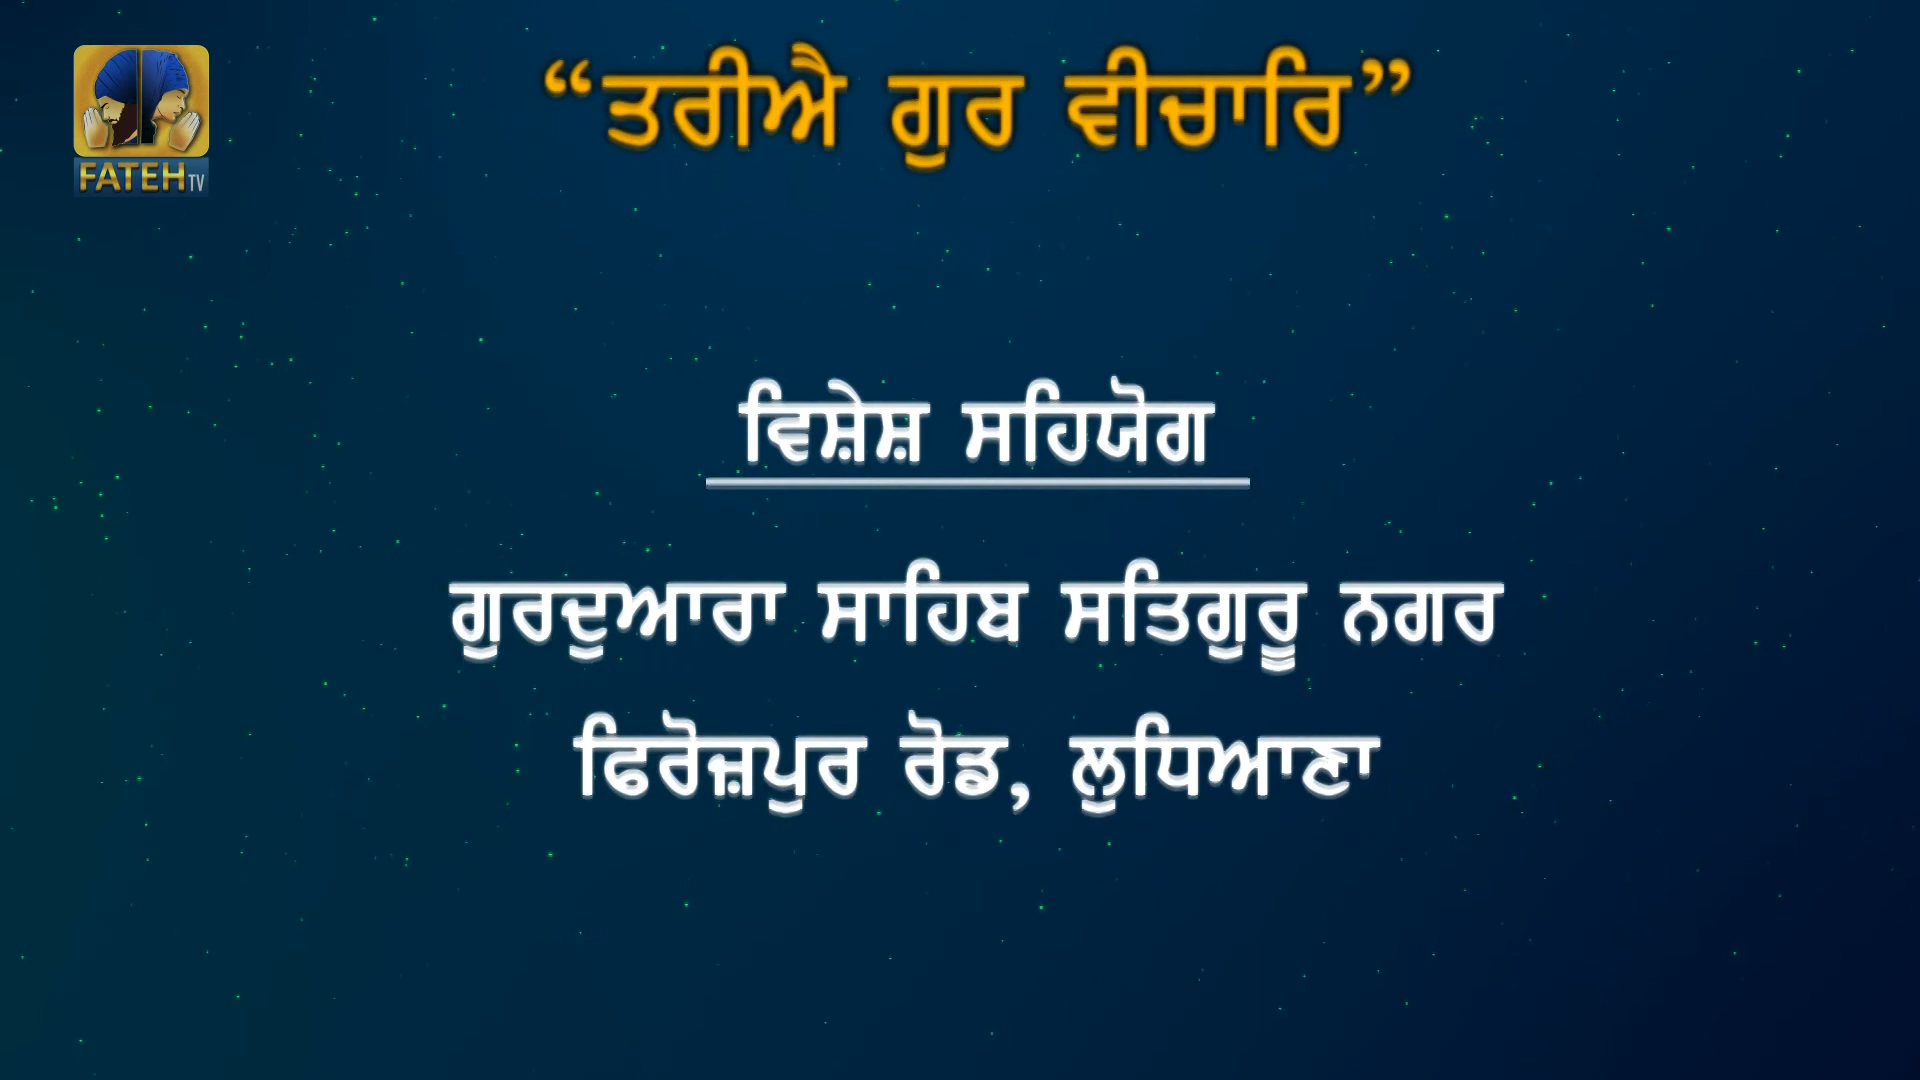 “ਤਰੀਐ ਗੁਰ ਵੀਚਾਰਿ”
FATEH TV
ਵਿਸ਼ੇਸ਼ ਸਹਿਯੋਗ
ਗੁਰਦੁਆਰਾ ਸਾਹਿਬ ਸਤਿਗੁਰੂ ਨਗਰ
ਫਿਰੋਜ਼ਪੁਰ ਰੋਡ, ਲੁਧਿਆਣਾ